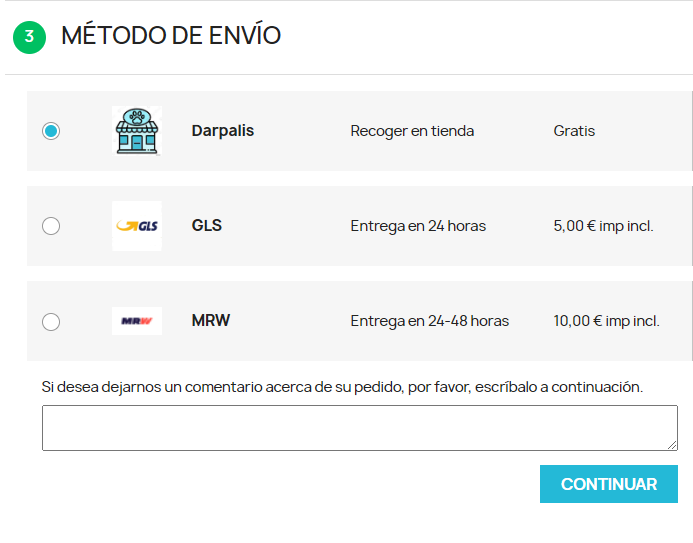 3 MÉTODO DE ENVÍO
Darpalis Recoger en tienda Gratis
GLS GLS Entrega en 24 horas 5,00 € imp incl.
MRW MRW Entrega en 24-48 horas 10,00 € imp incl.
Si desea dejarnos un comentario acerca de su pedido, por favor, escríbalo a continuación.
CONTINUAR